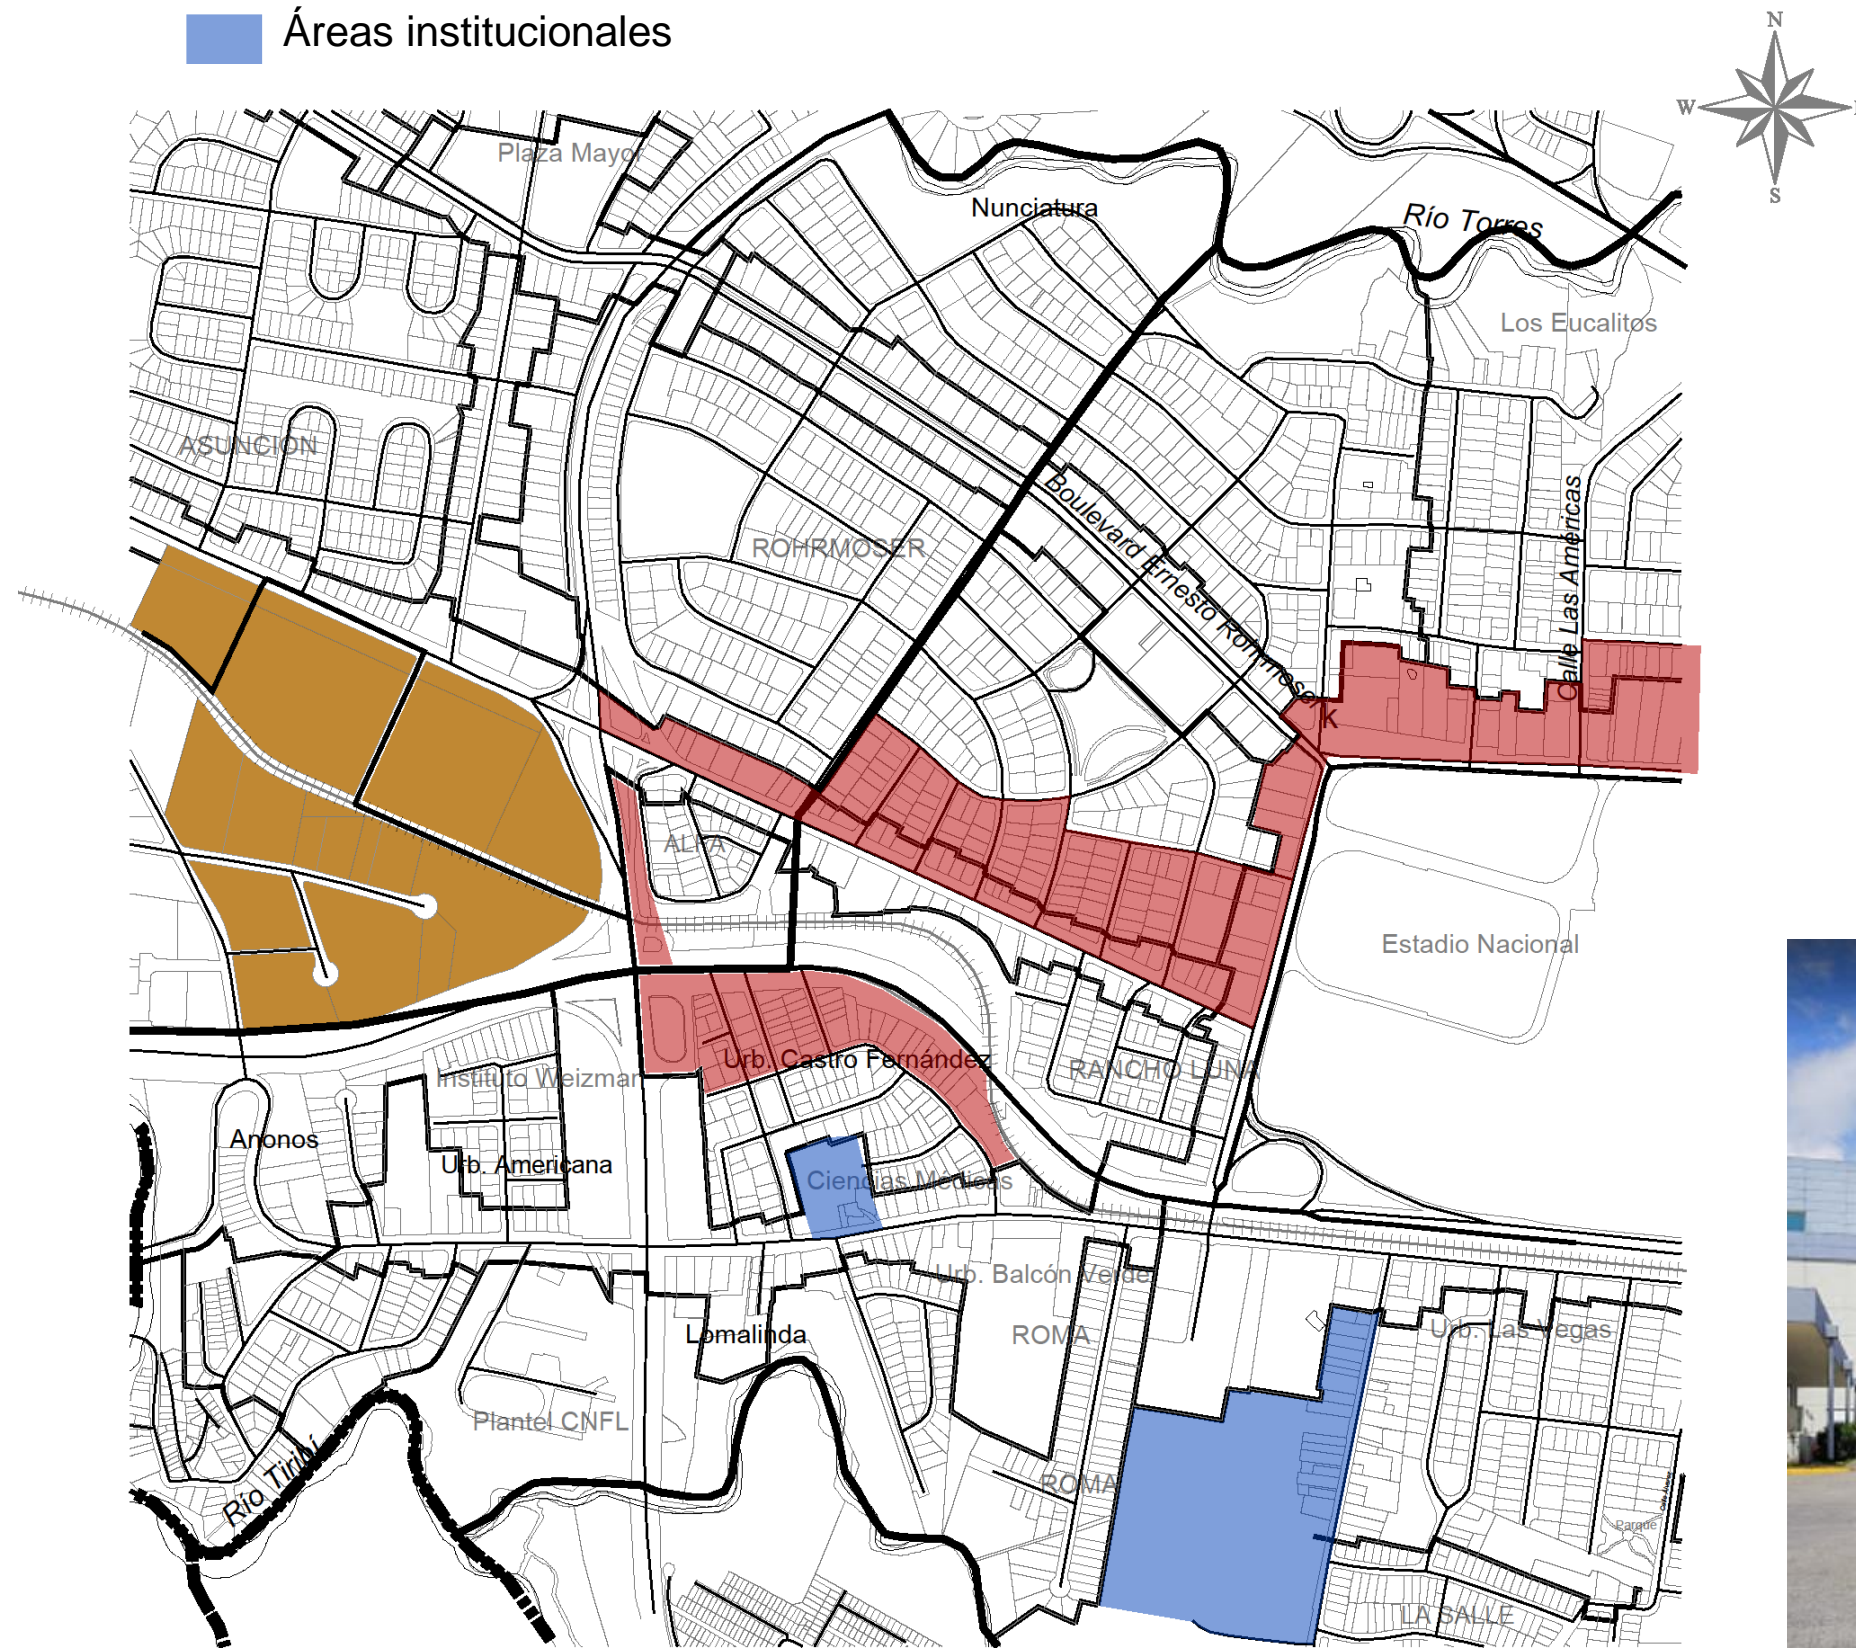 Áreas institucionales
N
W
S
Plaza Mayor
Nunciatura
Río Torres
Los Eucalitos
ASUNCION
Calle Las Américas
Boulevard Ernesto Rohrmoser
ROHRMOSER
K
ALFA
Estadio Nacional
Urb. Castro Fernández
RANCHO LUNA
Instituto Weizman
Anonos
Urb. Americana
Ciencias Médicas
Urb. Balcón Verde
Lomalinda
ROMA
Urb. Las Vegas
Plantel CNFL
Río Tiribí
ROMA
Parque
LA SALLE